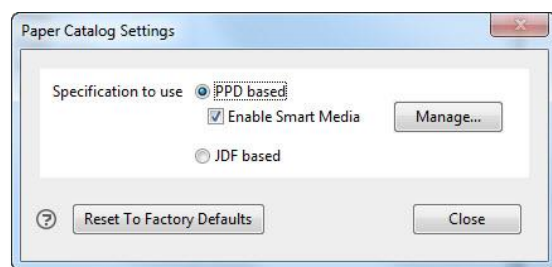 Paper Catalog Settings
Specification to use PPD based
Enable Smart Media Manage...
JDF based
? Reset To Factory Defaults Close